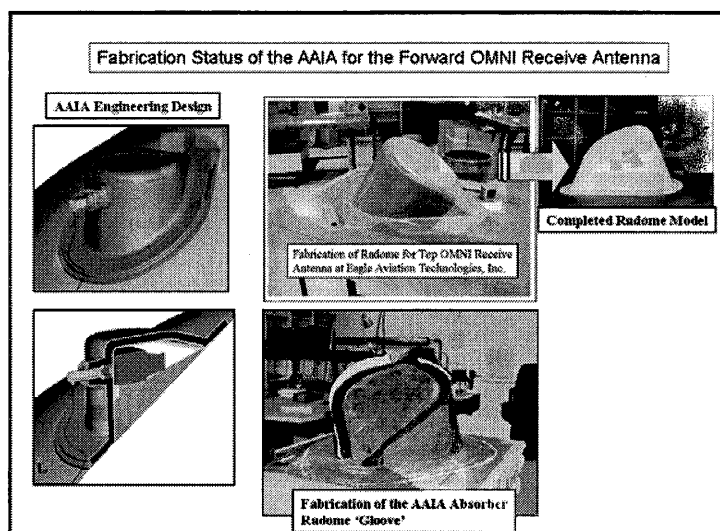 Fabrication Status of the AAIA for the Forward OMNI Receive Antenna
AAIA Engineering Design
Fabrication of Radome for Top OMNI Receive
Antenna at Eagle Aviation Technologies, Inc.
Completed Radome Model
Fabrication of the AAIA Absorber
Radome ‘Gloove’